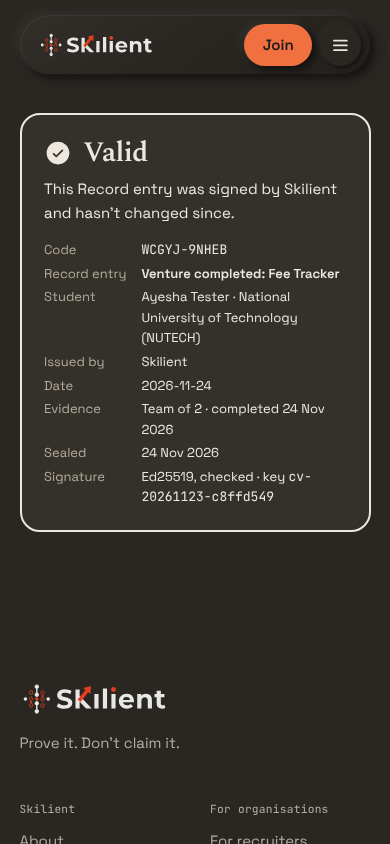 Skilient
Join
Valid
This Record entry was signed by Skilient
and hasn't changed since.
Code WCGYJ-9NHEB
Record entry Venture completed: Fee Tracker
Student Ayesha Tester · National
University of Technology
(NUTECH)
Issued by Skilient
Date 2026-11-24
Evidence Team of 2 · completed 24 Nov
2026
Sealed 24 Nov 2026
Signature Ed25519, checked · key cv-
20261123-c8ffd549
Skilient
Prove it. Don't claim it.
Skilient
For organisations
About
For recruiters